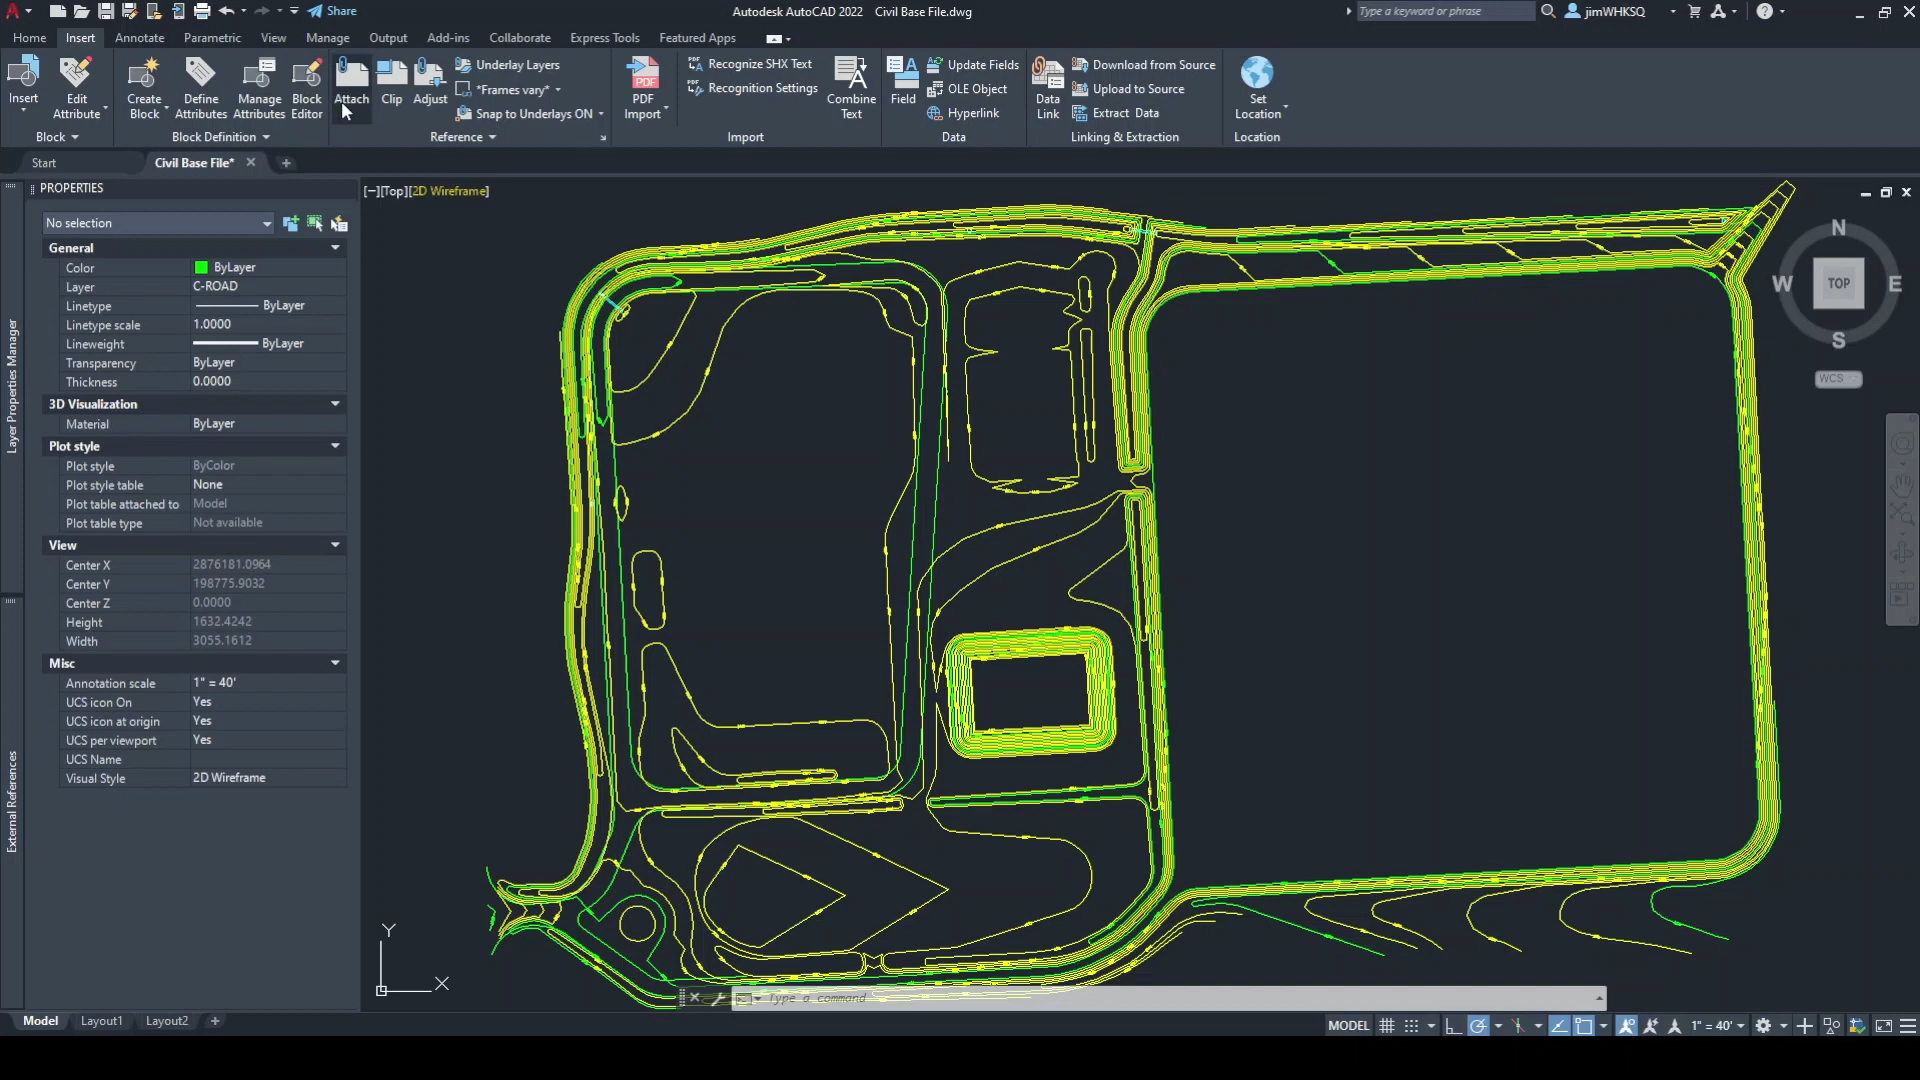 Share
Autodesk AutoCAD 2022 Civil Base File.dwg
Type a keyword or phrase
jimWHKSQ
Home Insert Annotate Parametric View Manage Output Add-ins Collaborate Express Tools Featured Apps
Insert
Edit Attribute
Create Block
Define Attributes
Manage Attributes
Block Editor
Attach
Clip
Adjust
Underlay Layers
*Frames vary*
Snap to Underlays ON
PDF
PDF Import
PDF Recognize SHX Text
PDF Recognition Settings
Combine Text
Field
Update Fields
OLE Object
Hyperlink
Data Link
Download from Source
Upload to Source
Extract Data
Set Location
Block
Block Definition
Reference
Import
Data
Linking & Extraction
Location
Start
Civil Base File*
PROPERTIES
[−][Top][2D Wireframe]
No selection
General
Color ByLayer
Layer C-ROAD
Linetype ByLayer
Linetype scale 1.0000
Lineweight ByLayer
Transparency ByLayer
Thickness 0.0000
3D Visualization
Material ByLayer
Plot style
Plot style ByColor
Plot style table None
Plot table attached to Model
Plot table type Not available
View
Center X 2876181.0964
Center Y 198775.9032
Center Z 0.0000
Height 1632.4242
Width 3055.1612
Misc
Annotation scale 1" = 40'
UCS icon On Yes
UCS icon at origin Yes
UCS per viewport Yes
UCS Name
Visual Style 2D Wireframe
Layer Properties Manager
External References
N
W TOP E
S
WCS
Y
X
Type a command
Model Layout1 Layout2
MODEL
1" = 40'